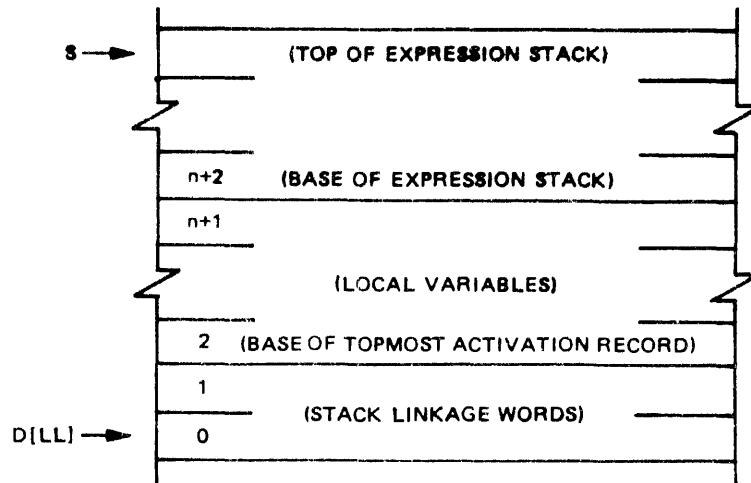 S (TOP OF EXPRESSION STACK)
n+2 (BASE OF EXPRESSION STACK)
n+1
(LOCAL VARIABLES)
2 (BASE OF TOPMOST ACTIVATION RECORD)
1
(STACK LINKAGE WORDS)
D[LL] 0